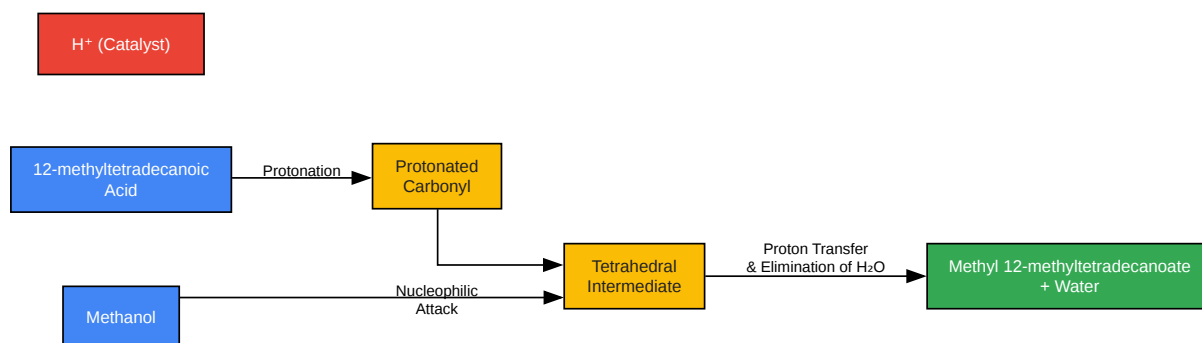 H⁺ (Catalyst)
12-methyltetradecanoic
Acid
Protonation
Protonated
Carbonyl
Proton Transfer
& Elimination of H₂O
Tetrahedral
Intermediate
Methyl 12-methyltetradecanoate
+ Water
Nucleophilic
Attack
Methanol